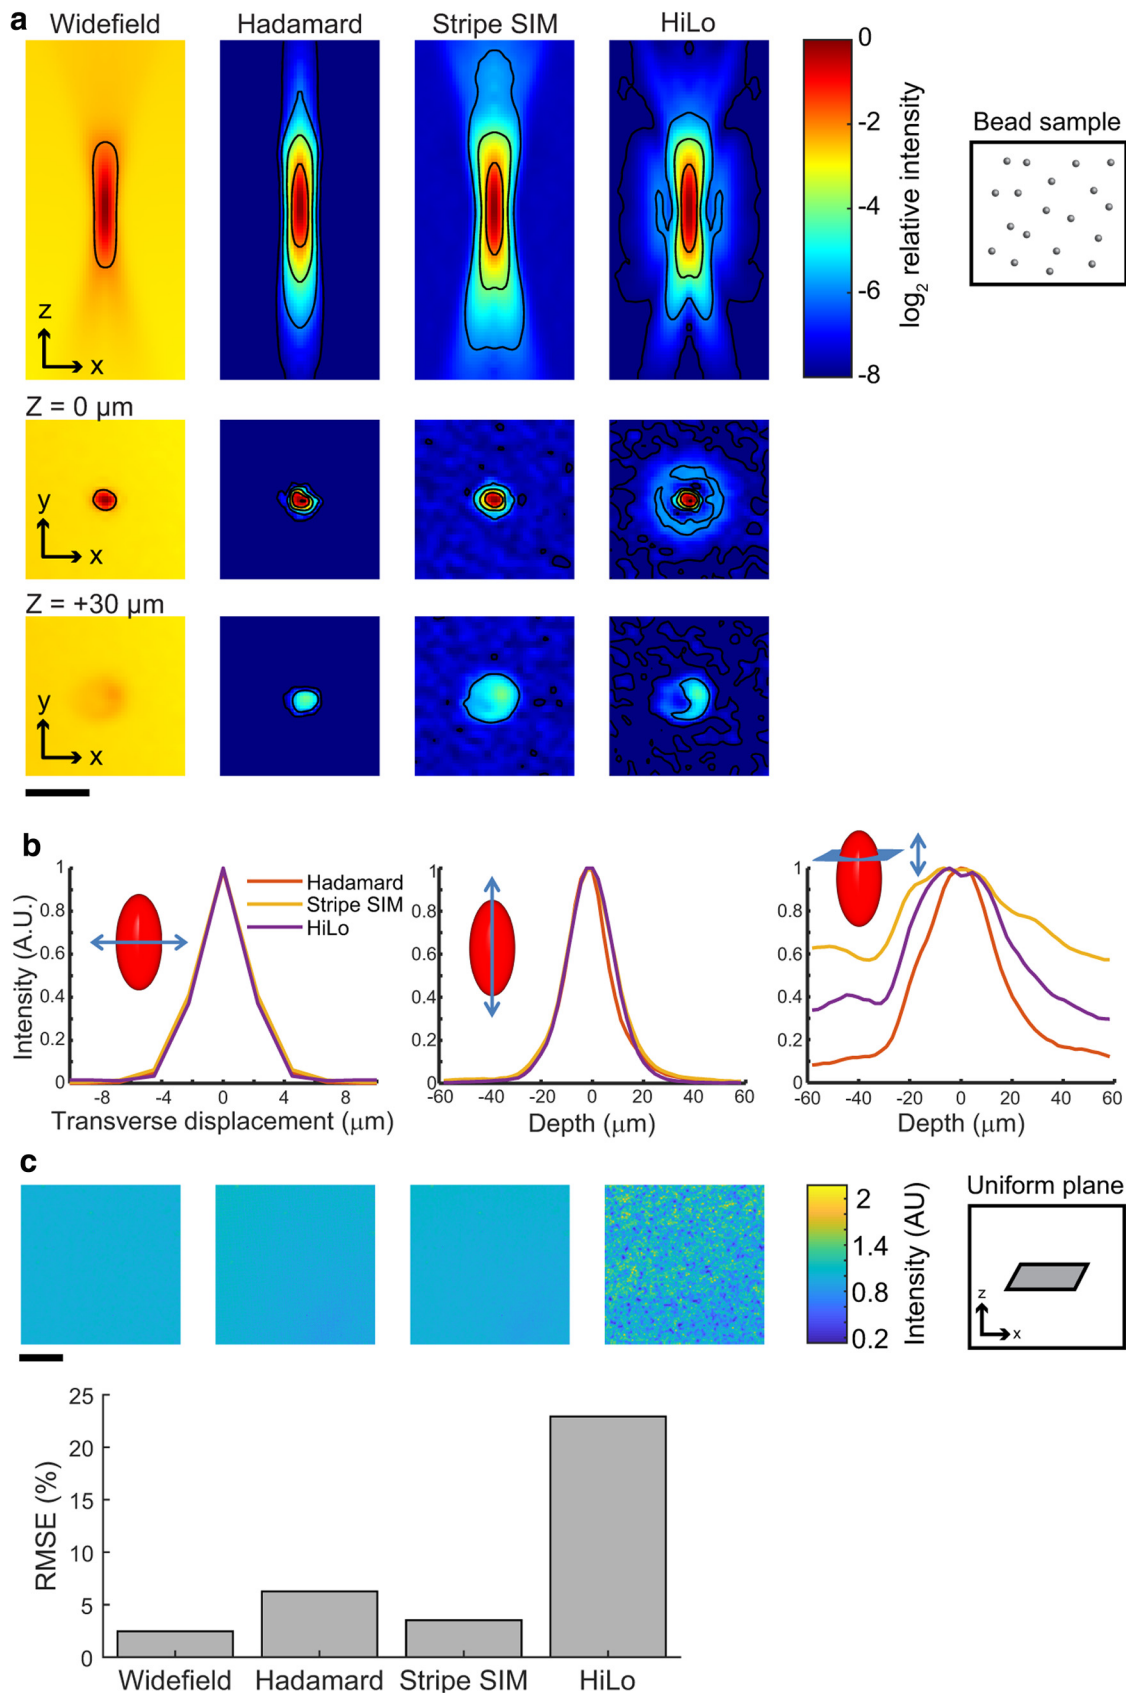 a
Widefield
Hadamard
Stripe SIM
HiLo
0
-2
-4
-6
-8
log2 relative intensity
Bead sample
z
x
Z = 0 µm
y
x
Z = +30 µm
y
x
b
1
0.8
0.6
0.4
0.2
0
Intensity (A.U.)
Hadamard
Stripe SIM
HiLo
-8
-4
0
4
8
Transverse displacement (µm)
1
0.8
0.6
0.4
0.2
0
-60
-40
-20
0
20
40
60
Depth (µm)
1
0.8
0.6
0.4
0.2
0
-60
-40
-20
0
20
40
60
Depth (µm)
c
2
1.4
0.8
0.2
Intensity (AU)
Uniform plane
z
x
25
20
15
10
5
0
RMSE (%)
Widefield
Hadamard
Stripe SIM
HiLo